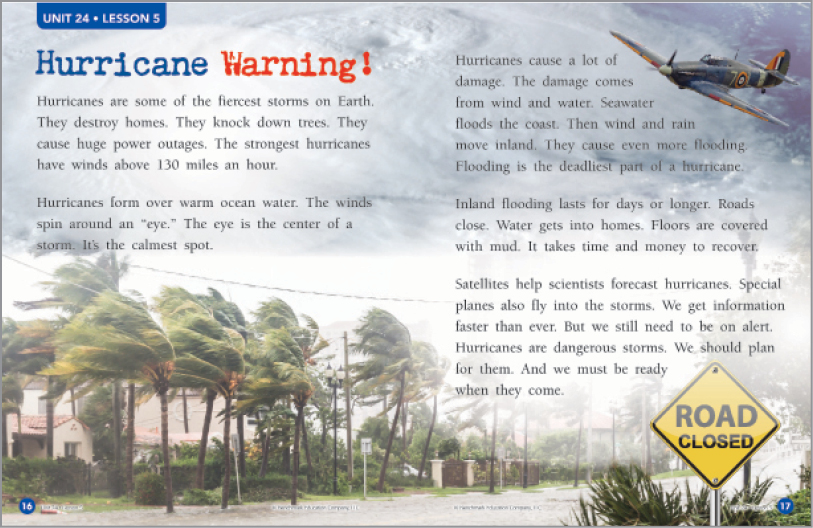 UNIT 24 • LESSON 5
Hurricane Warning!
Hurricanes are some of the fiercest storms on Earth.
They destroy homes. They knock down trees. They
cause huge power outages. The strongest hurricanes
have winds above 130 miles an hour.
Hurricanes form over warm ocean water. The winds
spin around an “eye.” The eye is the center of a
storm. It’s the calmest spot.
16
Hurricanes cause a lot of
damage. The damage comes
from wind and water. Seawater
floods the coast. Then wind and rain
move inland. They cause even more flooding.
Flooding is the deadliest part of a hurricane.
Inland flooding lasts for days or longer. Roads
close. Water gets into homes. Floors are covered
with mud. It takes time and money to recover.
Satellites help scientists forecast hurricanes. Special
planes also fly into the storms. We get information
faster than ever. But we still need to be on alert.
Hurricanes are dangerous storms. We should plan
for them. And we must be ready
when they come.
ROAD
CLOSED
17